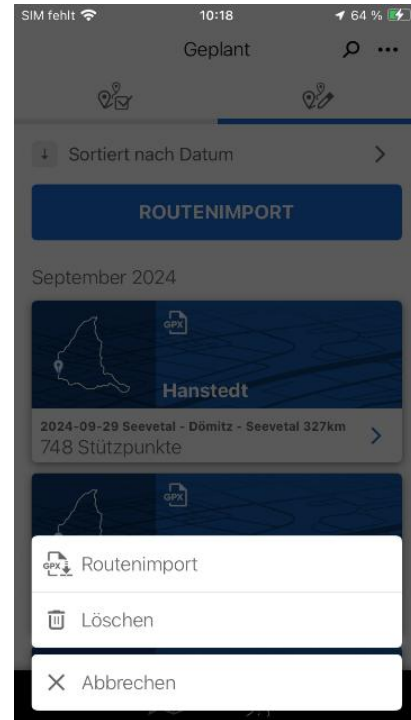 SIM fehlt 10:18 64 %
Geplant
↓ Sortiert nach Datum
ROUTENIMPORT
September 2024
GPX
Hanstedt
2024-09-29 Seevetal - Dömitz - Seevetal 327km
748 Stützpunkte
GPX
GPX Routenimport
Löschen
Abbrechen